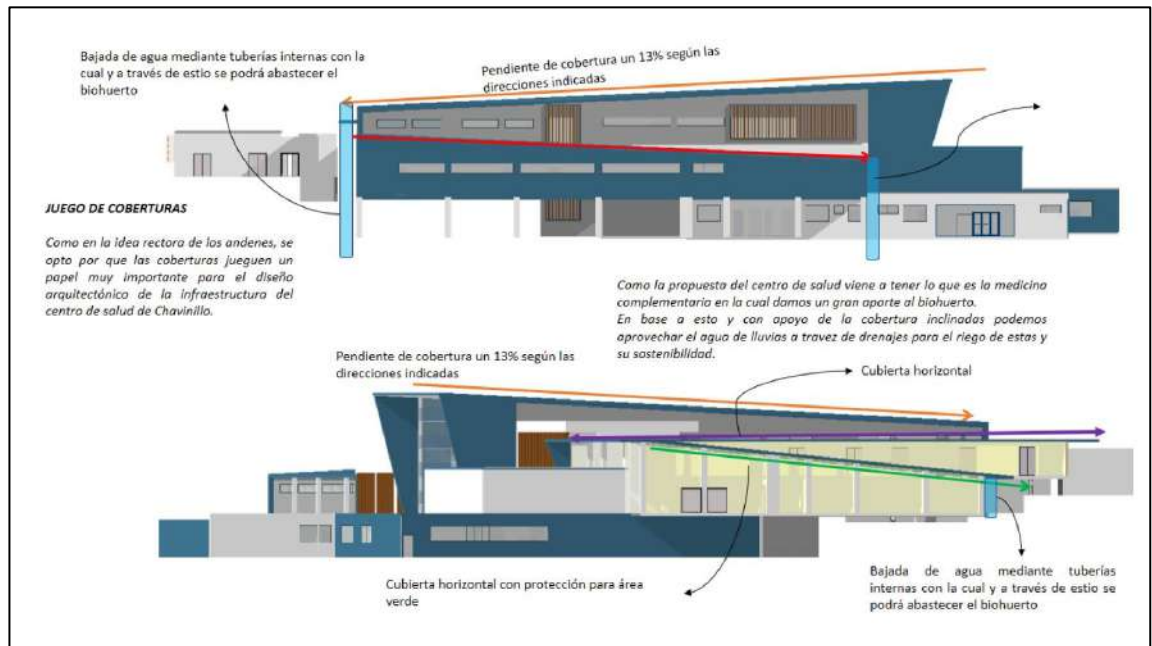 Bajada de agua mediante tuberías internas con la
cual y a través de estio se podrá abastecer el
biohuerto
Pendiente de cobertura un 13% según las
direcciones indicadas
JUEGO DE COBERTURAS
Como en la idea rectora de los andenes, se
opto por que las coberturas jueguen un
papel muy importante para el diseño
arquitectónico de la infraestructura del
centro de salud de Chavinillo.
Como la propuesta del centro de salud viene a tener lo que es la medicina
complementaria en la cual damos un gran aporte al biohuerto.
En base a esto y con apoyo de la cobertura inclinadas podemos
aprovechar el agua de lluvias a travez de drenajes para el riego de estas y
su sostenibilidad.
Pendiente de cobertura un 13% según las
direcciones indicadas
Cubierta horizontal
Cubierta horizontal con protección para área
verde
Bajada de agua mediante tuberías
internas con la cual y a través de estio se
podrá abastecer el biohuerto